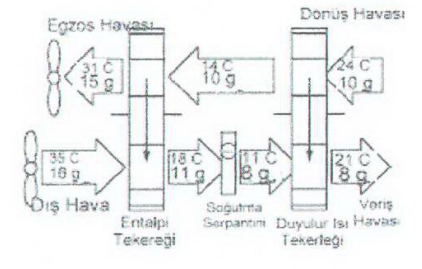 Dönüş Havası
Egzos Havası
31 C
15 g
14 C
10 g
24 C
10 g
35 C
18 g
18 C
11 g
11 C
8 g
21 C
8 g
Dış Hava
Entalpi
Tekereği
Soğutma
Serpantini
Duyulur Isı
Tekerleği
Veriş
Havası